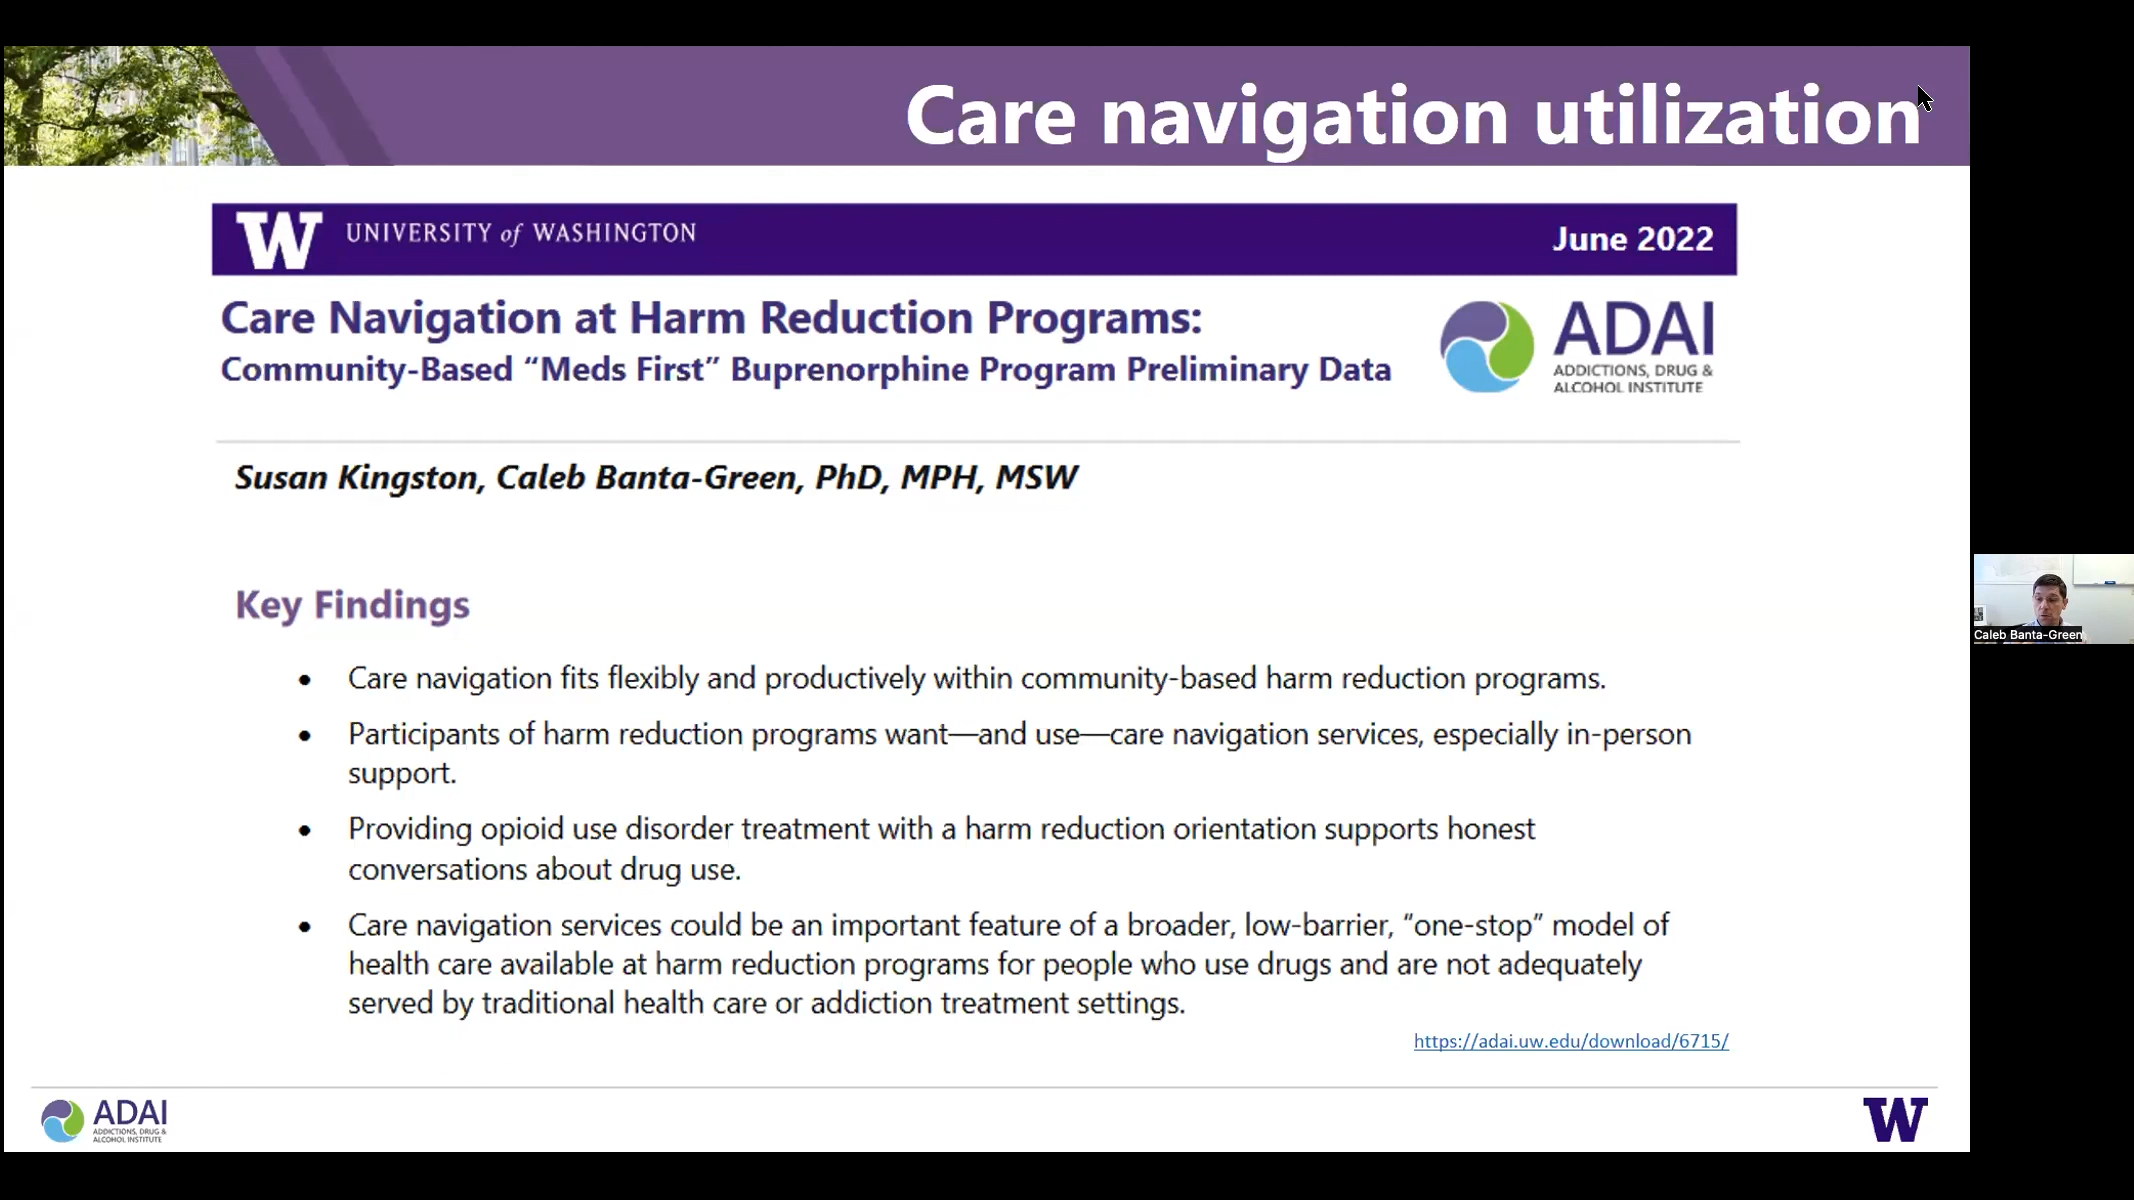 Care navigation utilization
W UNIVERSITY of WASHINGTON
June 2022
Care Navigation at Harm Reduction Programs:
Community-Based “Meds First” Buprenorphine Program Preliminary Data
ADAI
ADDICTIONS, DRUG &
ALCOHOL INSTITUTE
Susan Kingston, Caleb Banta-Green, PhD, MPH, MSW
Key Findings
• Care navigation fits flexibly and productively within community-based harm reduction programs.
• Participants of harm reduction programs want—and use—care navigation services, especially in-person
support.
• Providing opioid use disorder treatment with a harm reduction orientation supports honest
conversations about drug use.
• Care navigation services could be an important feature of a broader, low-barrier, “one-stop” model of
health care available at harm reduction programs for people who use drugs and are not adequately
served by traditional health care or addiction treatment settings.
https://adai.uw.edu/download/6715/
ADAI
ADDICTIONS, DRUG &
ALCOHOL INSTITUTE
W
Caleb Banta-Green